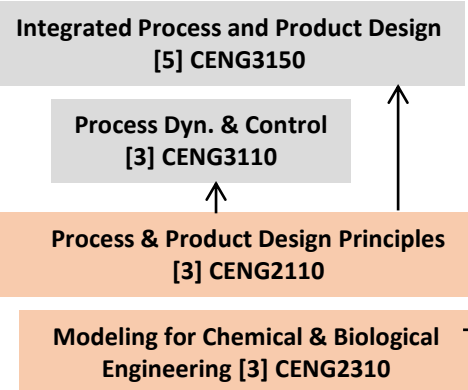 Integrated Process and Product Design
[5] CENG3150
Process Dyn. & Control
[3] CENG3110
Process & Product Design Principles
[3] CENG2110
Modeling for Chemical & Biological
Engineering [3] CENG2310